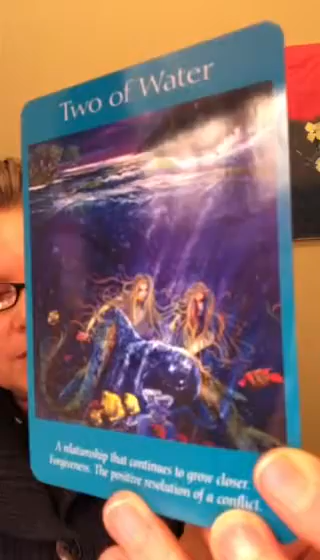 Two of Water
A relationship that continues to grow closer.
Forgiveness. The positive resolution of a conflict.